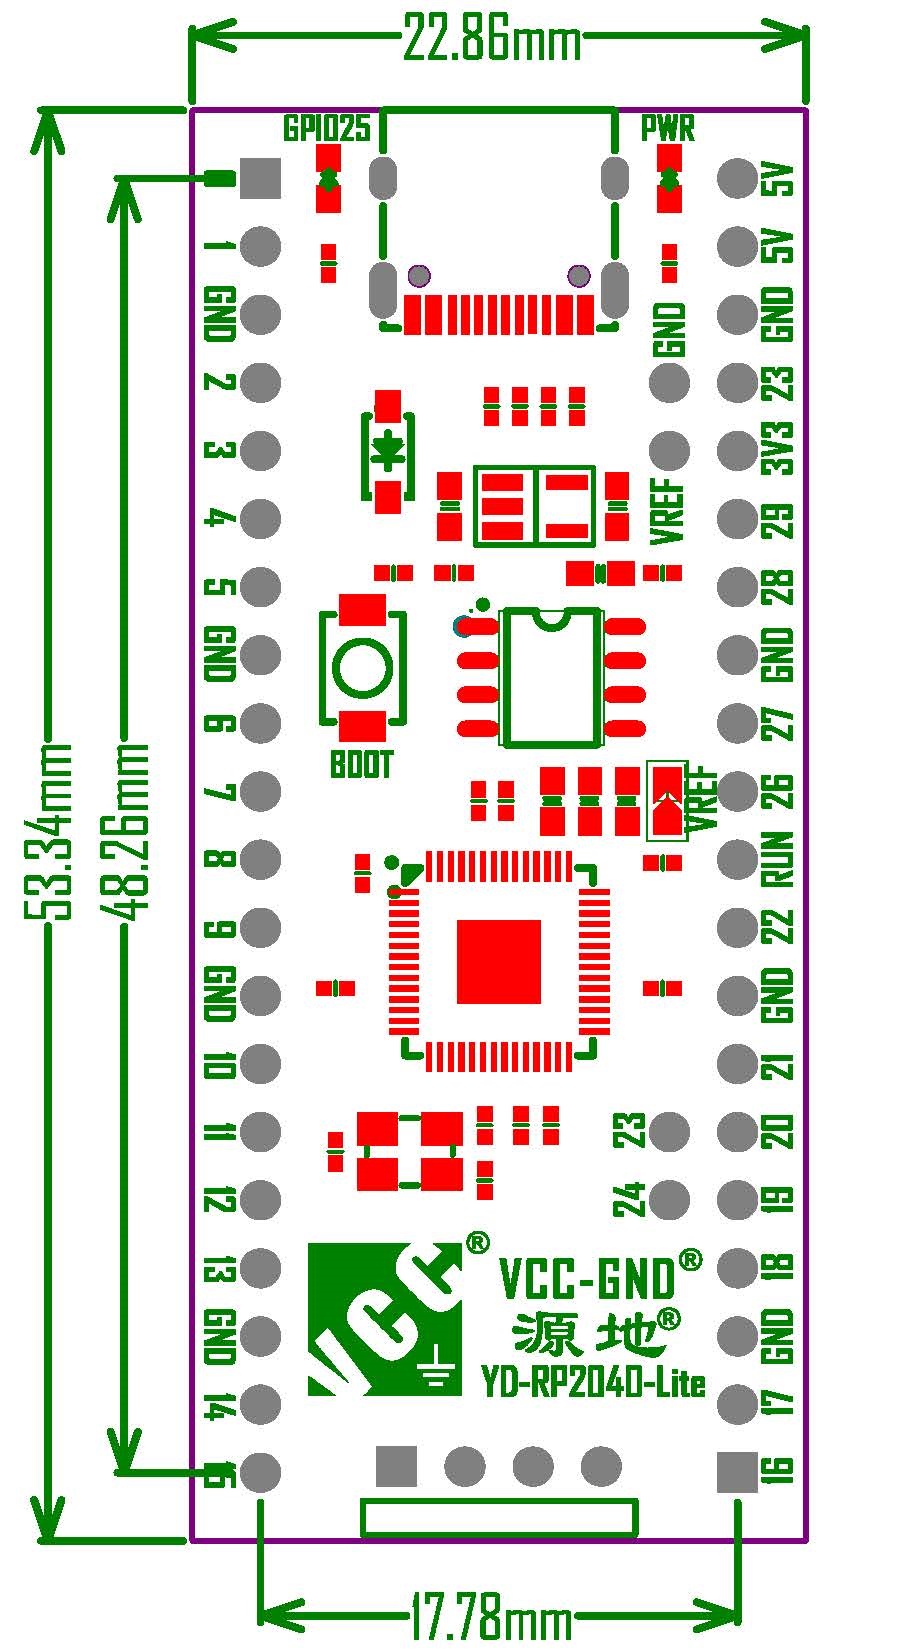 22.86mm
GPIO25
PWR
5V
1
5V
GND
GND
GND
2
23
3
3V3
VREF
4
29
5
28
GND
GND
6
27
BOOT
53.34mm
48.26mm
7
VREF
26
8
RUN
9
22
GND
GND
10
21
11
23
20
12
24
19
VCC
®
VCC-GND®
13
18
源地®
GND
GND
YD-RP2040-Lite
14
17
15
16
17.78mm